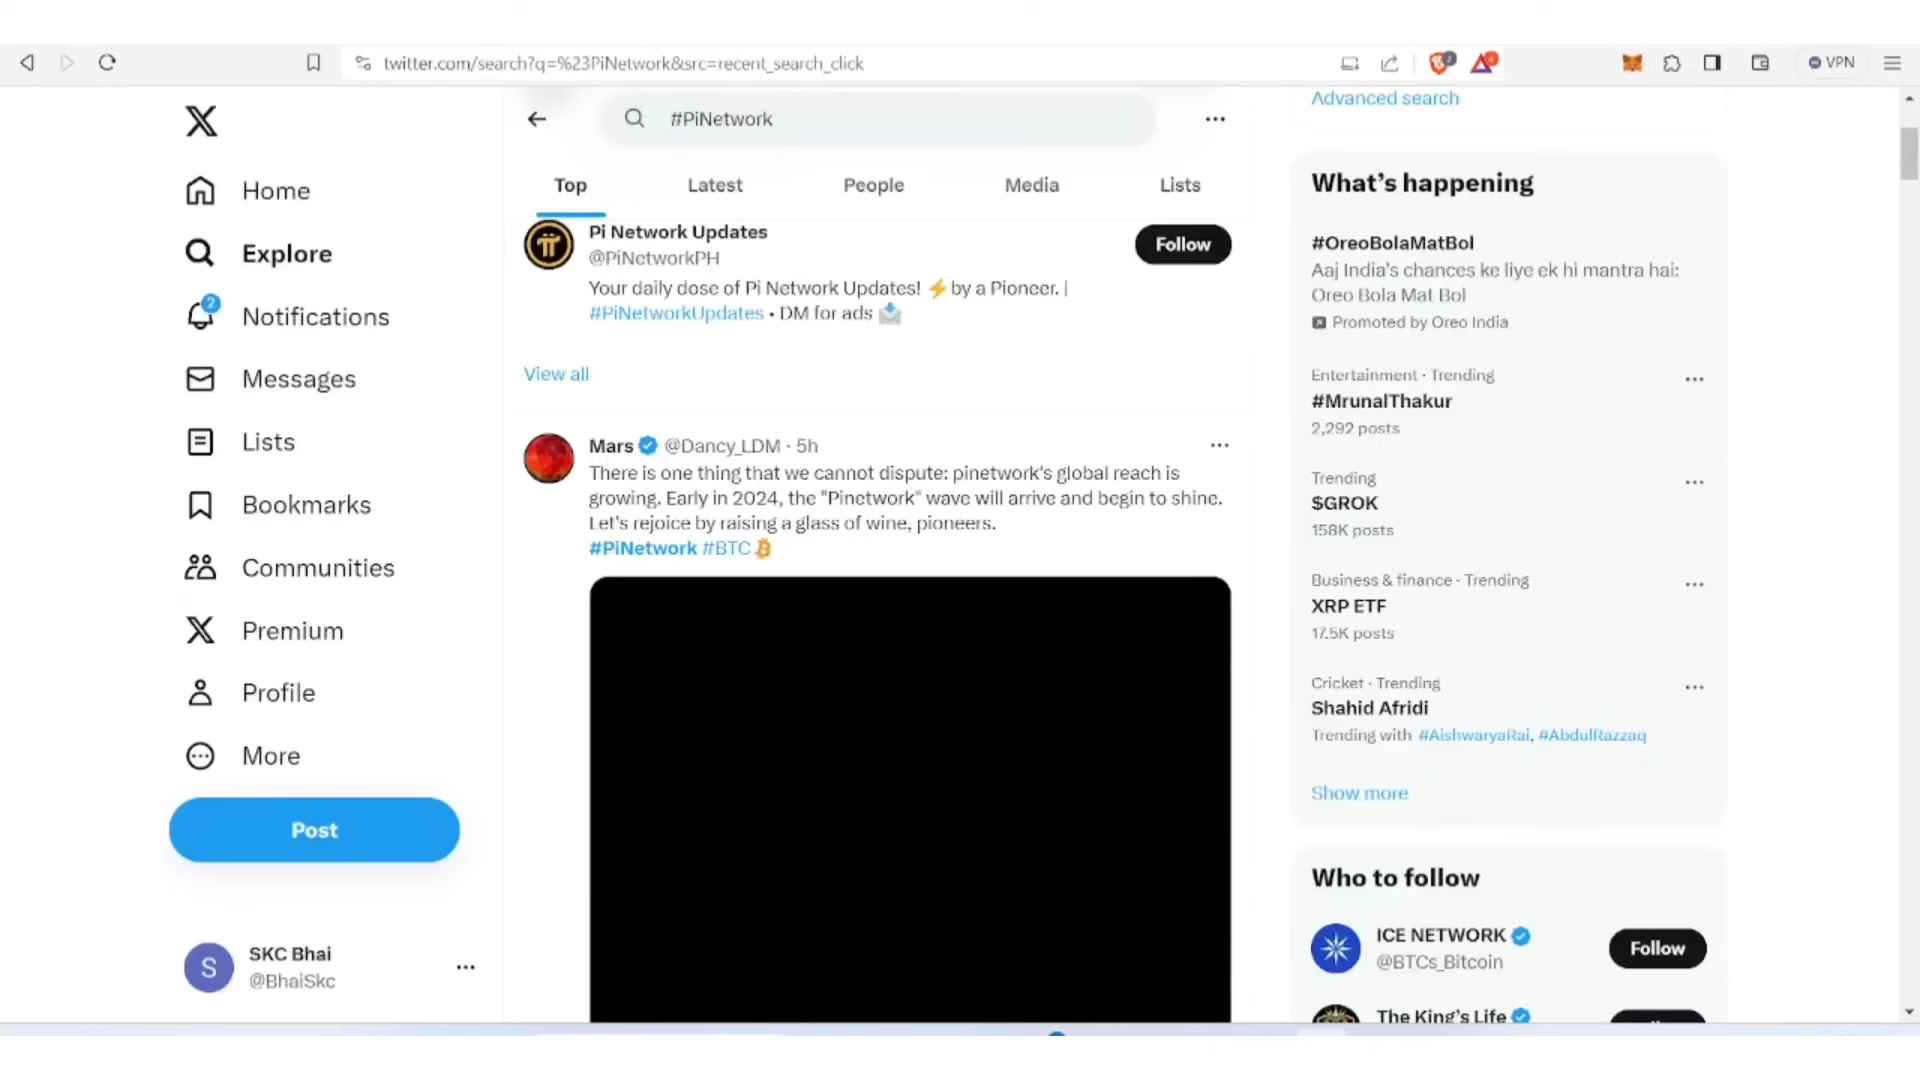 twitter.com/search?q=%23PiNetwork&src=recent_search_click
2
4
VPN
Home
Explore
2
Notifications
Messages
Lists
Bookmarks
Communities
Premium
Profile
More
Post
S
SKC Bhai
@BhaiSkc
#PiNetwork
Top
Latest
People
Media
Lists
Pi Network Updates
@PiNetworkPH
Follow
Your daily dose of Pi Network Updates! ⚡by a Pioneer. |
#PiNetworkUpdates • DM for ads 📩
View all
Mars @Dancy_LDM · 5h
There is one thing that we cannot dispute: pinetwork's global reach is
growing. Early in 2024, the "Pinetwork" wave will arrive and begin to shine.
Let's rejoice by raising a glass of wine, pioneers.
#PiNetwork #BTC
Advanced search
What's happening
#OreoBolaMatBol
Aaj India's chances ke liye ek hi mantra hai:
Oreo Bola Mat Bol
Promoted by Oreo India
Entertainment · Trending
#MrunalThakur
2,292 posts
Trending
$GROK
158K posts
Business & finance · Trending
XRP ETF
17.5K posts
Cricket · Trending
Shahid Afridi
Trending with #AishwaryaRai, #AbdulRazzaq
Show more
Who to follow
ICE NETWORK
@BTCs_Bitcoin
Follow
The King's Life